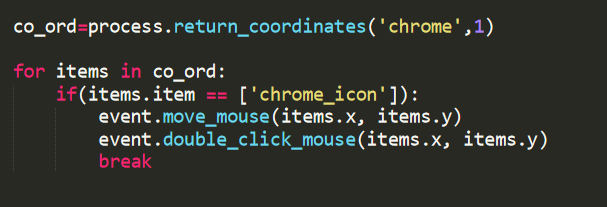 co_ord=process.return_coordinates('chrome',1)
for items in co_ord:
    if(items.item == ['chrome_icon']):
        event.move_mouse(items.x, items.y)
        event.double_click_mouse(items.x, items.y)
        break